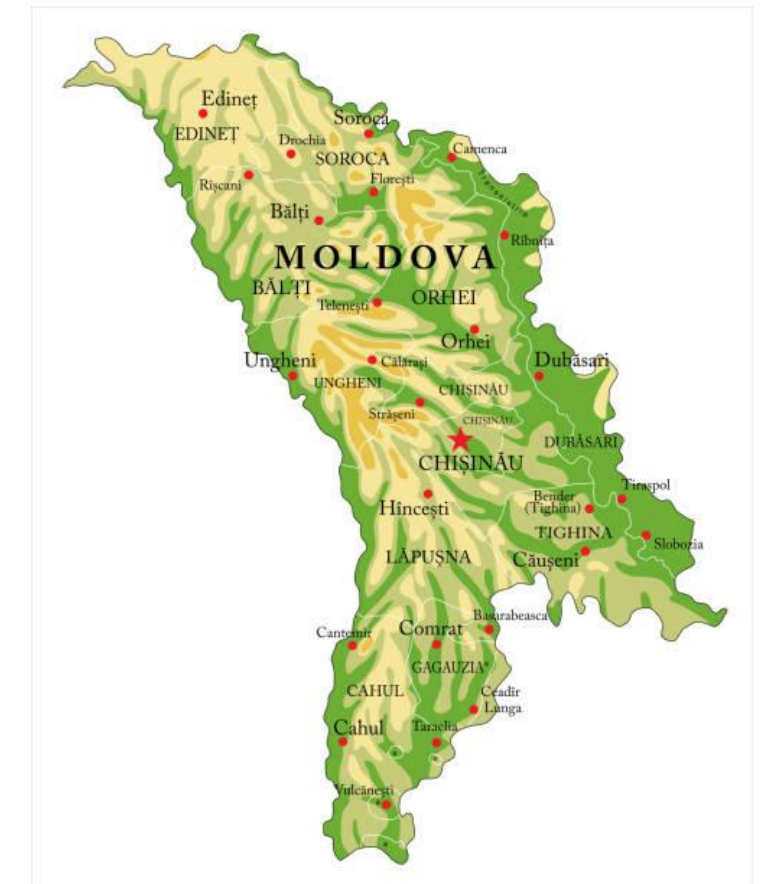 Edineț
EDINEȚ
Soroca
Drochia
SOROCA
Camenca
Rîșcani
Florești
Transnistria
Bălți
Rîbnița
MOLDOVA
BĂLȚI
ORHEI
Telenești
Orhei
Ungheni
Călărași
Dubăsari
UNGHENI
CHIȘINĂU
Strășeni
CHIȘINĂU
DUBĂSARI
CHIȘINĂU
Tiraspol
Bender
(Tighina)
Hîncești
TIGHINA
Slobozia
LĂPUȘNA
Căușeni
Basarabeasca
Cantemir
Comrat
GAGAUZIA*
CAHUL
Ceadîr
Lunga
Cahul
Taraclia
Vulcănești